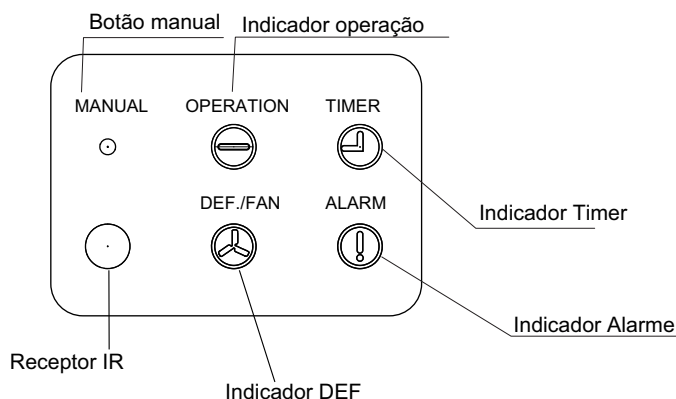 Botão manual
Indicador operação
MANUAL OPERATION TIMER
DEF./FAN ALARM
Indicador Timer
Indicador Alarme
Receptor IR
Indicador DEF